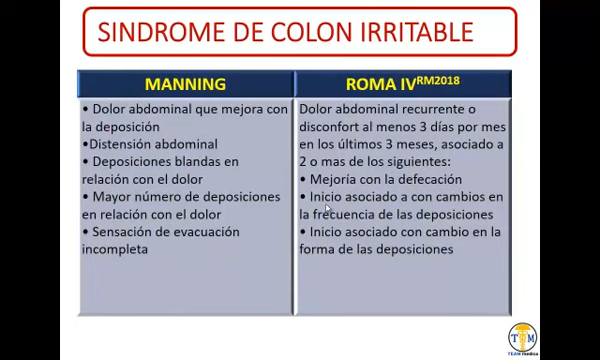 SINDROME DE COLON IRRITABLE
MANNING
• Dolor abdominal que mejora con
la deposición
•Distensión abdominal
• Deposiciones blandas en
relación con el dolor
• Mayor número de deposiciones
en relación con el dolor
• Sensación de evacuación
incompleta
ROMA IV RM2018
Dolor abdominal recurrente o
disconfort al menos 3 días por mes
en los últimos 3 meses, asociado a
2 o mas de los siguientes:
• Mejoría con la defecación
• Inicio asociado a con cambios en
la frecuencia de las deposiciones
• Inicio asociado con cambio en la
forma de las deposiciones
T M
TEAM medica